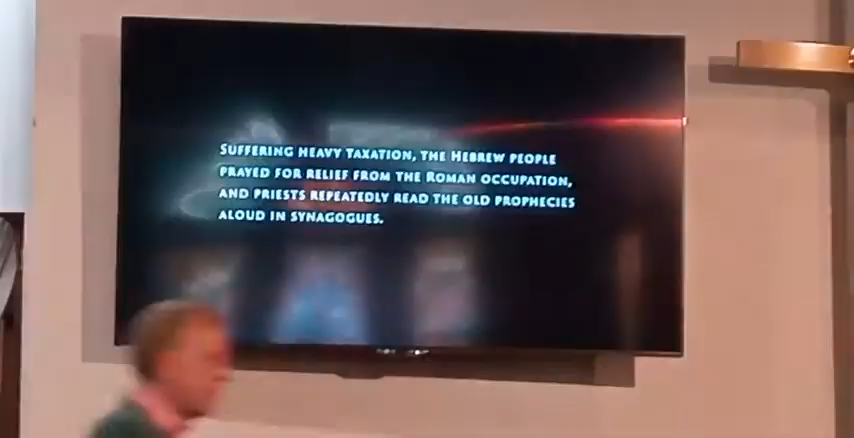 SUFFERING HEAVY TAXATION, THE HEBREW PEOPLE
PRAYED FOR RELIEF FROM THE ROMAN OCCUPATION,
AND PRIESTS REPEATEDLY READ THE OLD PROPHECIES
ALOUD IN SYNAGOGUES.